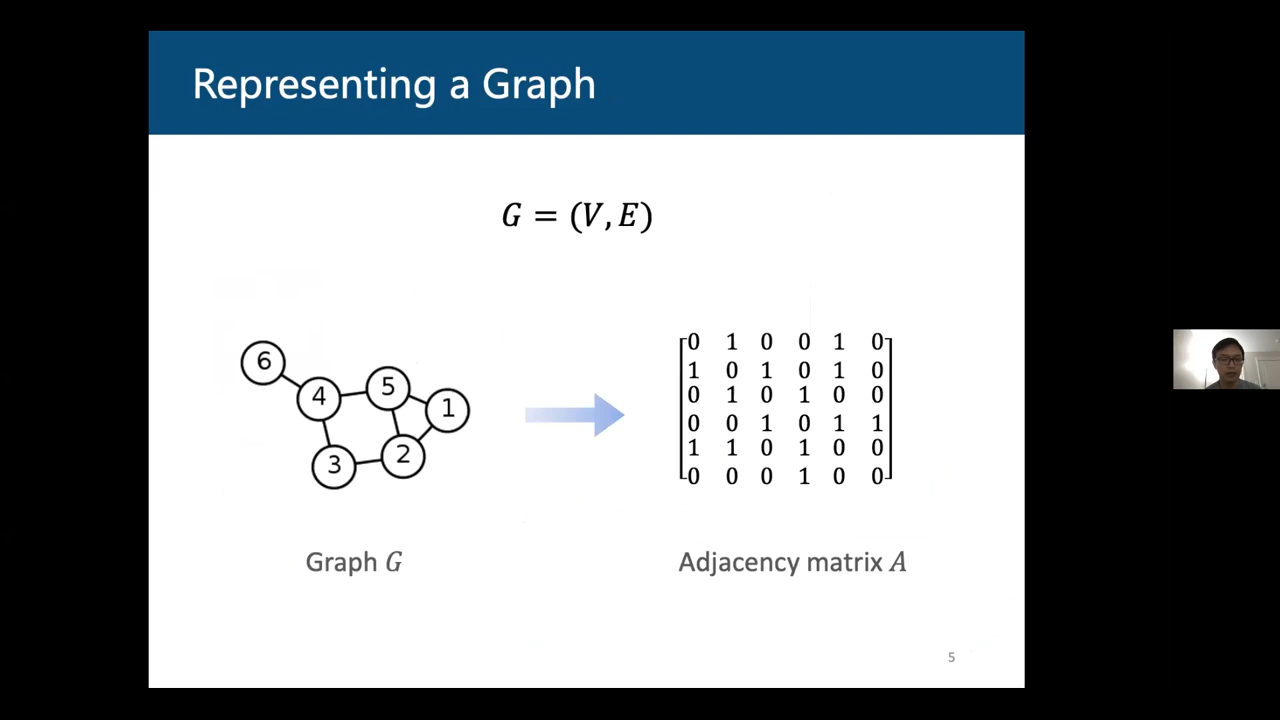 Representing a Graph
G = (V, E)
6
5
4
1
2
3
0 1 0 0 1 0
1 0 1 0 1 0
0 1 0 1 0 0
0 0 1 0 1 1
1 1 0 1 0 0
0 0 0 1 0 0
Graph G
Adjacency matrix A
5